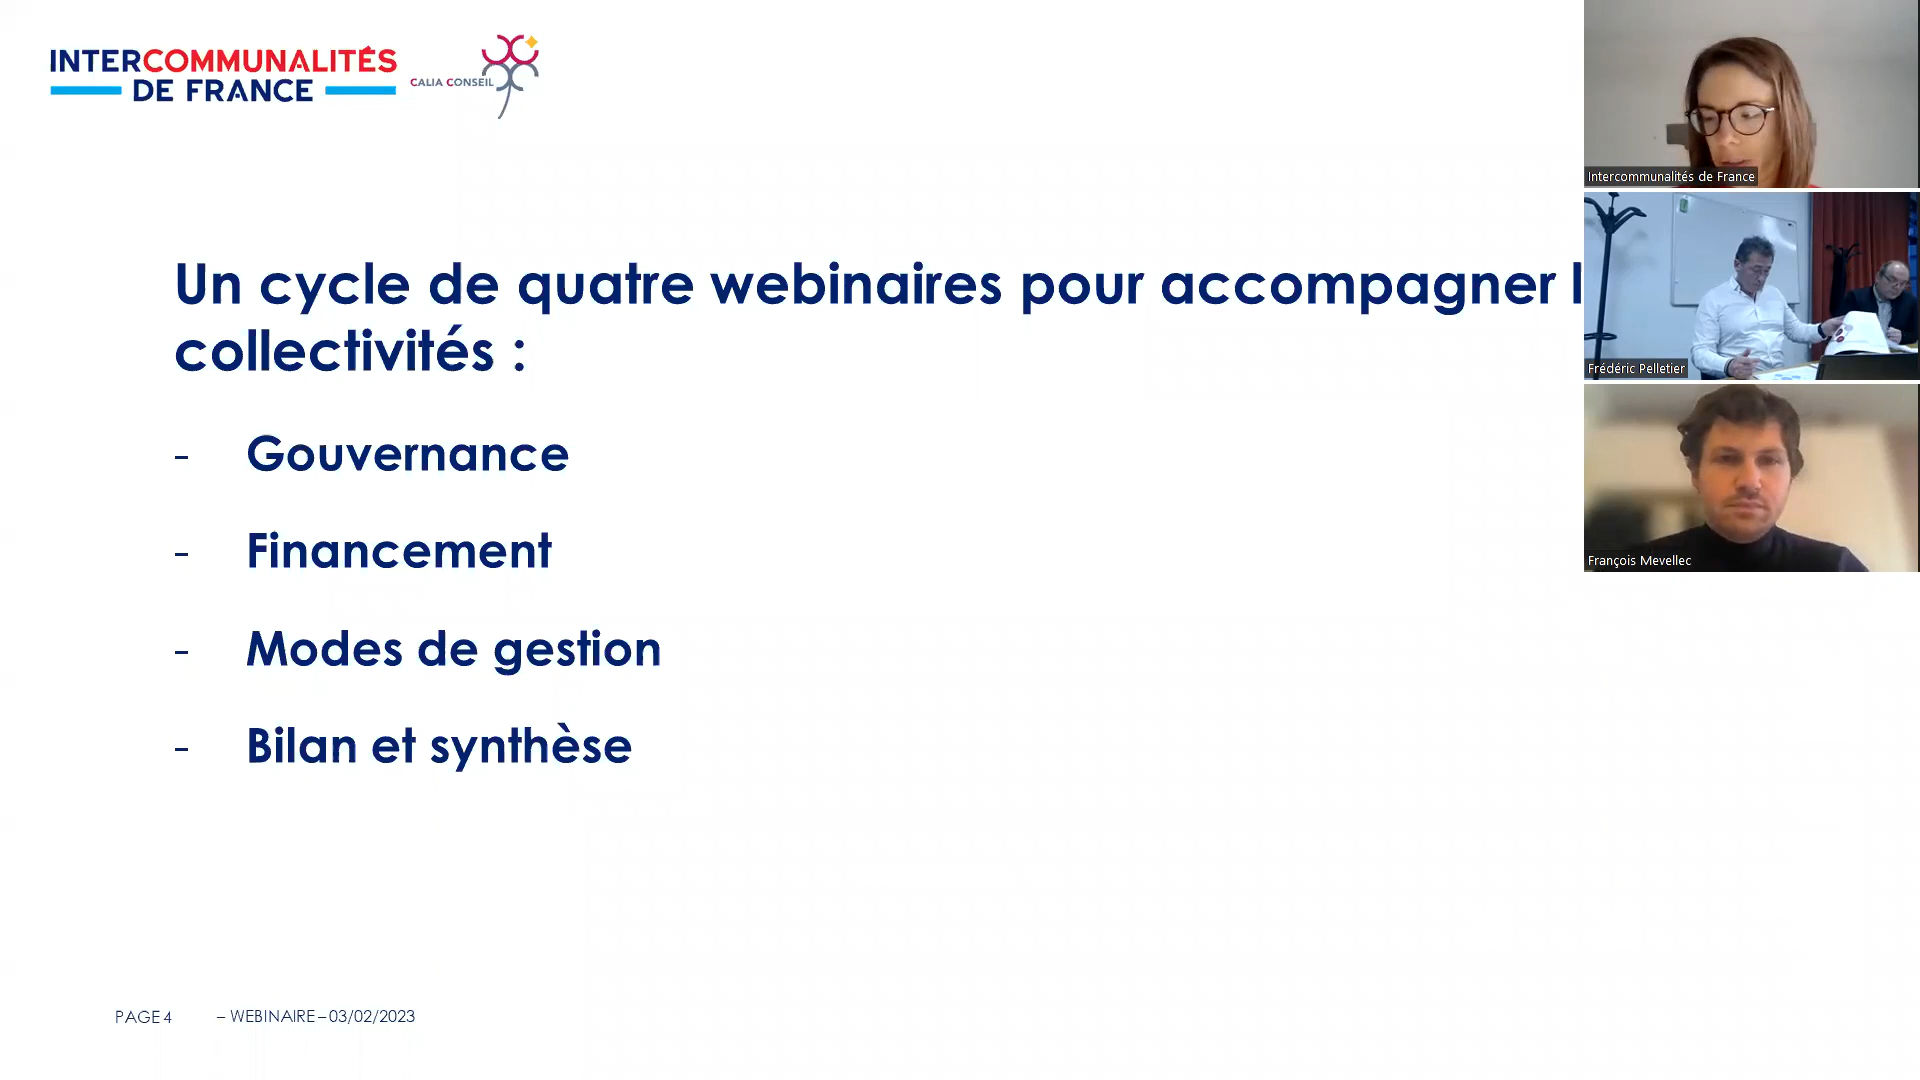 INTERCOMMUNALITÉS
DE FRANCE
CALIA CONSEIL
Un cycle de quatre webinaires pour accompagner
collectivités :
- Gouvernance
- Financement
- Modes de gestion
- Bilan et synthèse
PAGE 4 – WEBINAIRE – 03/02/2023
Intercommunalités de France
Frédéric Pelletier
François Mevellec